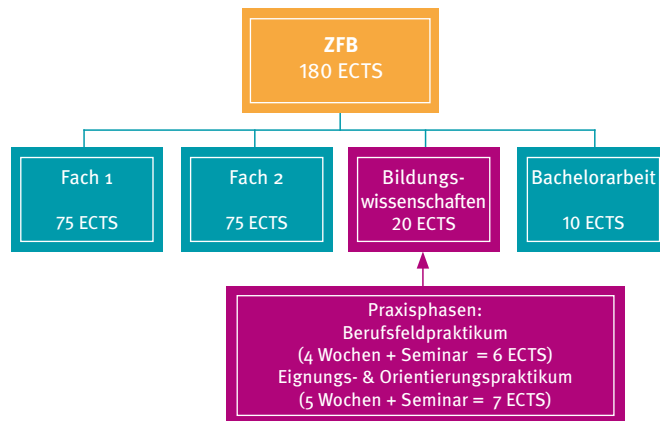 ZFB
180 ECTS
Fach 1
75 ECTS
Fach 2
75 ECTS
Bildungs-
wissenschaften
20 ECTS
Bachelorarbeit
10 ECTS
Praxisphasen:
Berufsfeldpraktikum
(4 Wochen + Seminar = 6 ECTS)
Eignungs- & Orientierungspraktikum
(5 Wochen + Seminar = 7 ECTS)